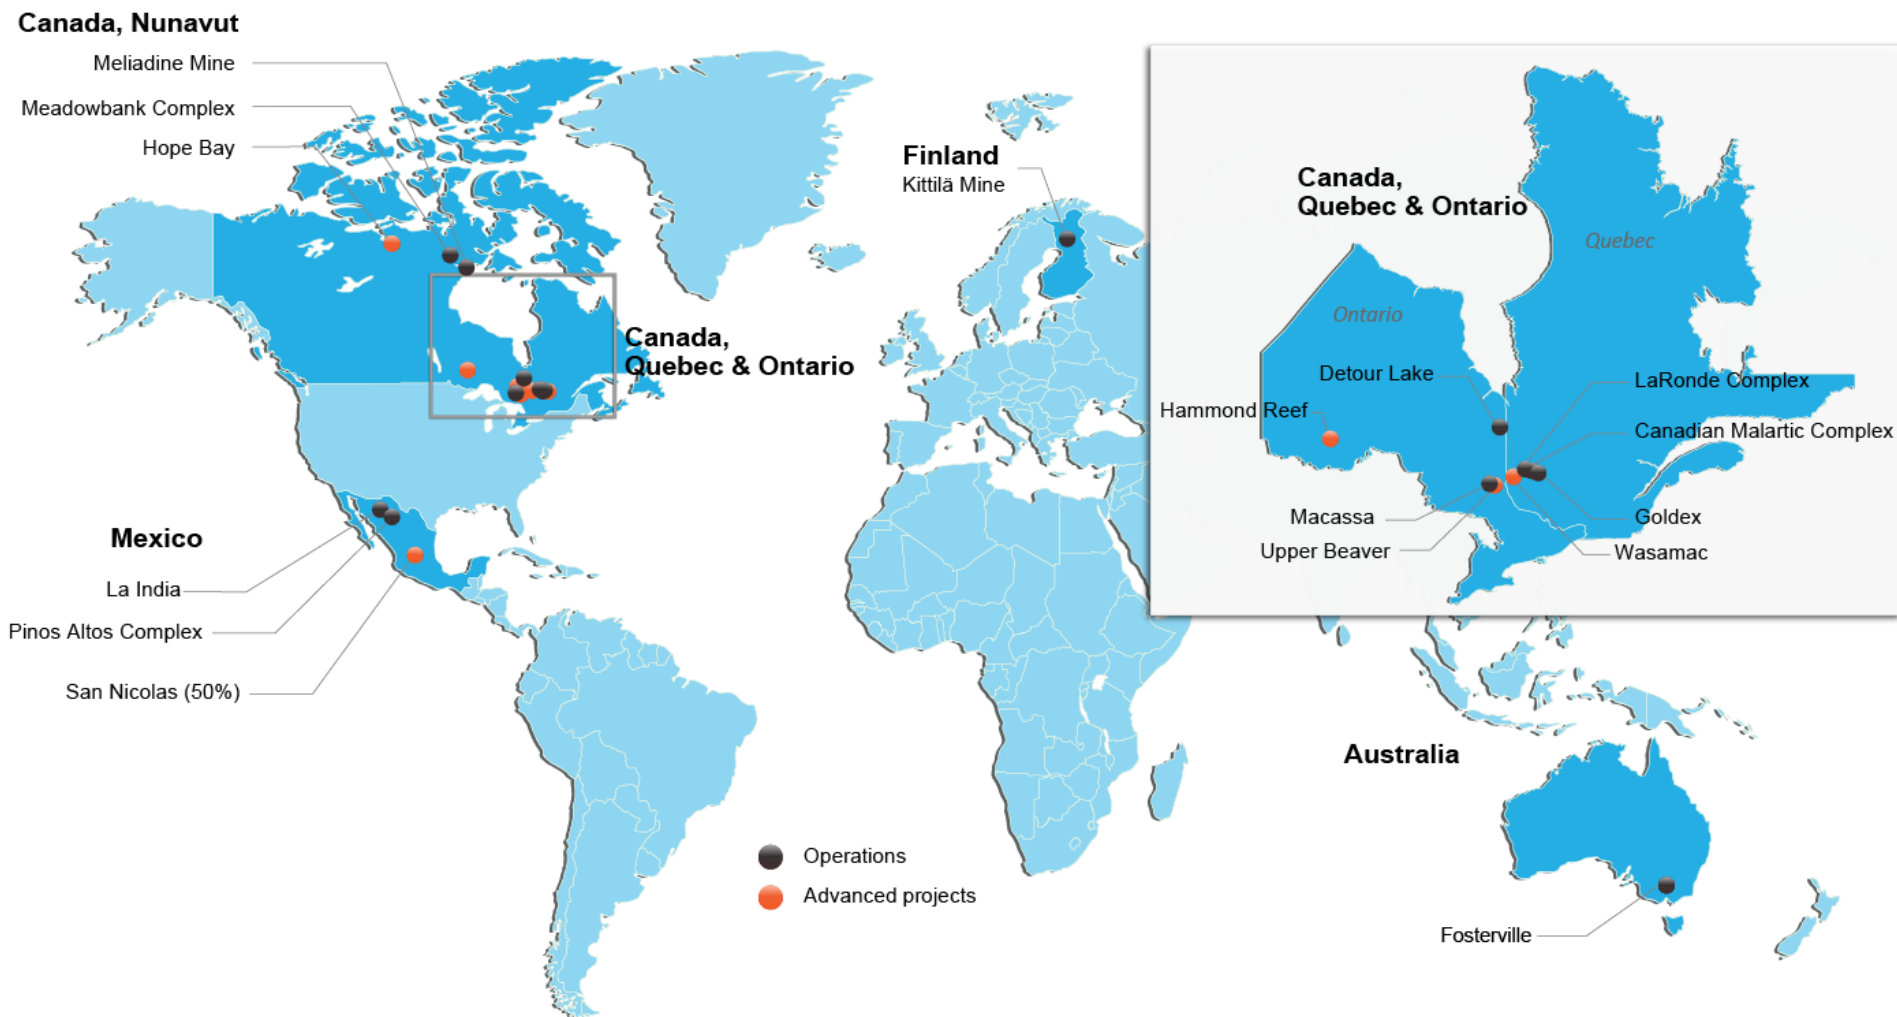 Canada, Nunavut
Meliadine Mine
Meadowbank Complex
Hope Bay
Finland
Kittilä Mine
Canada,
Quebec & Ontario
Mexico
La India
Pinos Altos Complex
San Nicolas (50%)
Operations
Advanced projects
Canada,
Quebec & Ontario
Quebec
Ontario
Detour Lake
LaRonde Complex
Hammond Reef
Canadian Malartic Complex
Macassa
Goldex
Upper Beaver
Wasamac
Australia
Fosterville